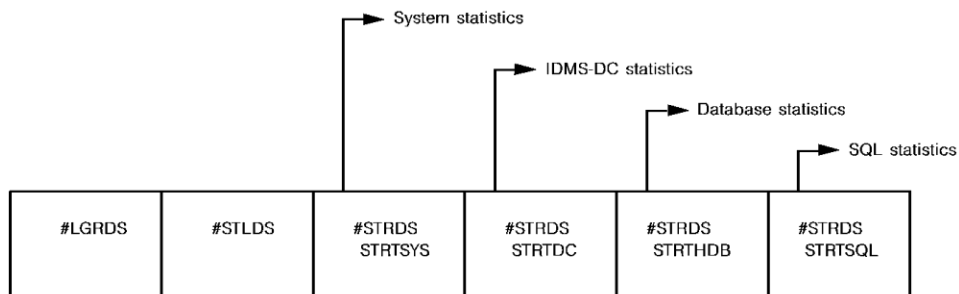 System statistics
IDMS-DC statistics
Database statistics
SQL statistics
#LGRDS
#STLDS
#STRDS
STRTSYS
#STRDS
STRTDC
#STRDS
STRTHDB
#STRDS
STRTSQL